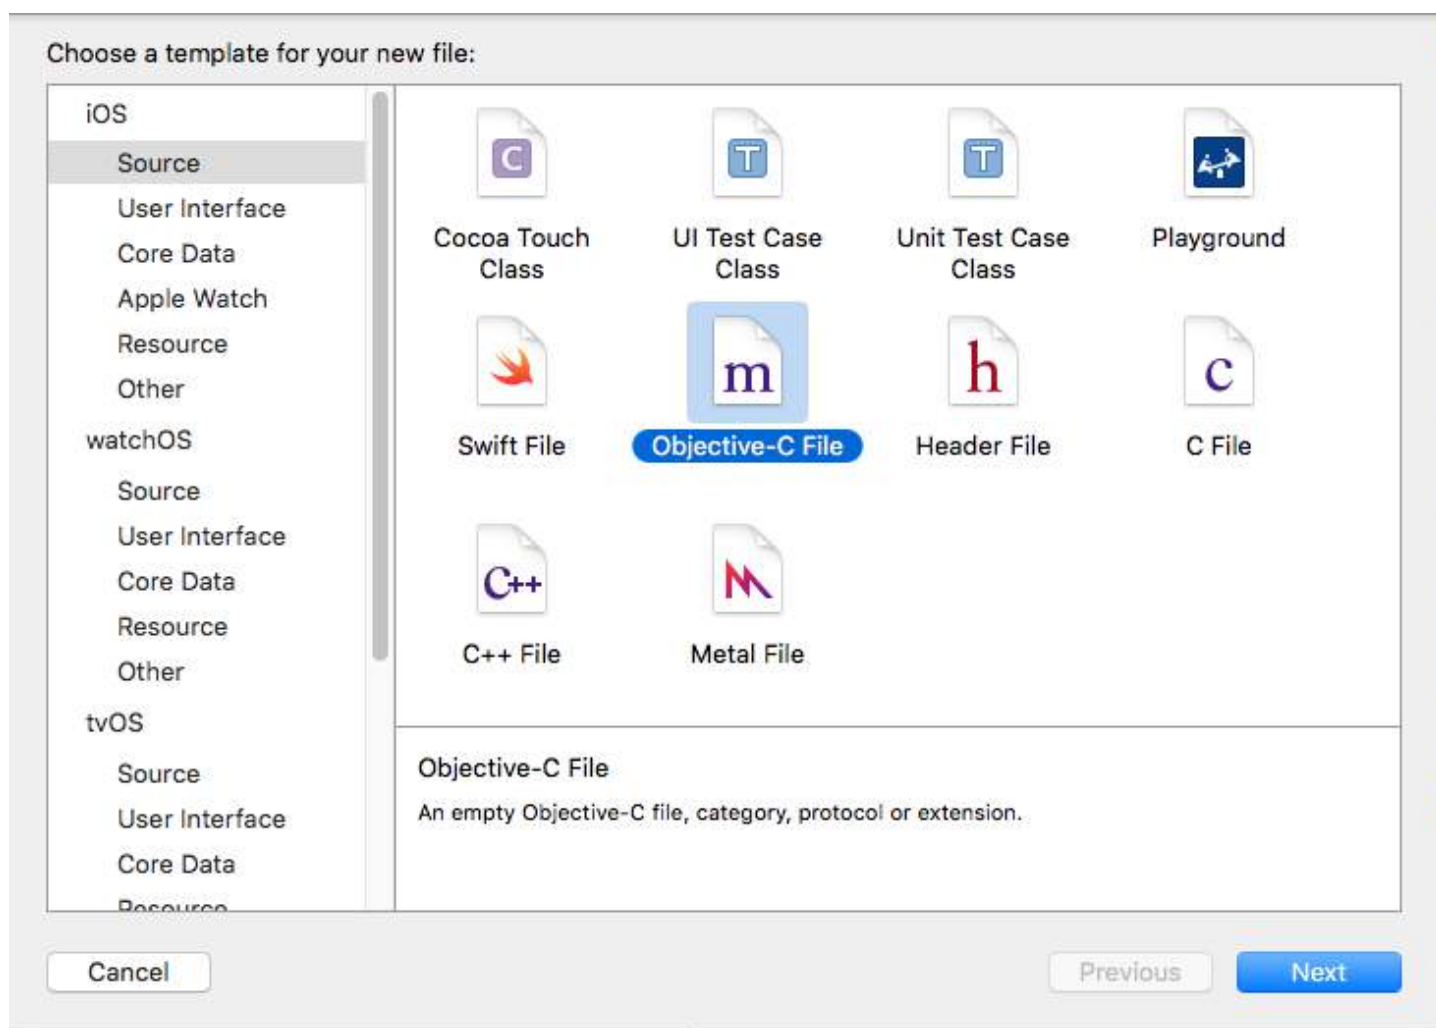 Choose a template for your new file:
iOS
Source
User Interface
Core Data
Apple Watch
Resource
Other
watchOS
Source
User Interface
Core Data
Resource
Other
tvOS
Source
User Interface
Core Data
Resource
C
T
T
Cocoa Touch
Class
UI Test Case
Class
Unit Test Case
Class
Playground
m
h
c
Swift File
Objective-C File
Header File
C File
C++
C++ File
Metal File
Objective-C File
An empty Objective-C file, category, protocol or extension.
Cancel
Previous
Next